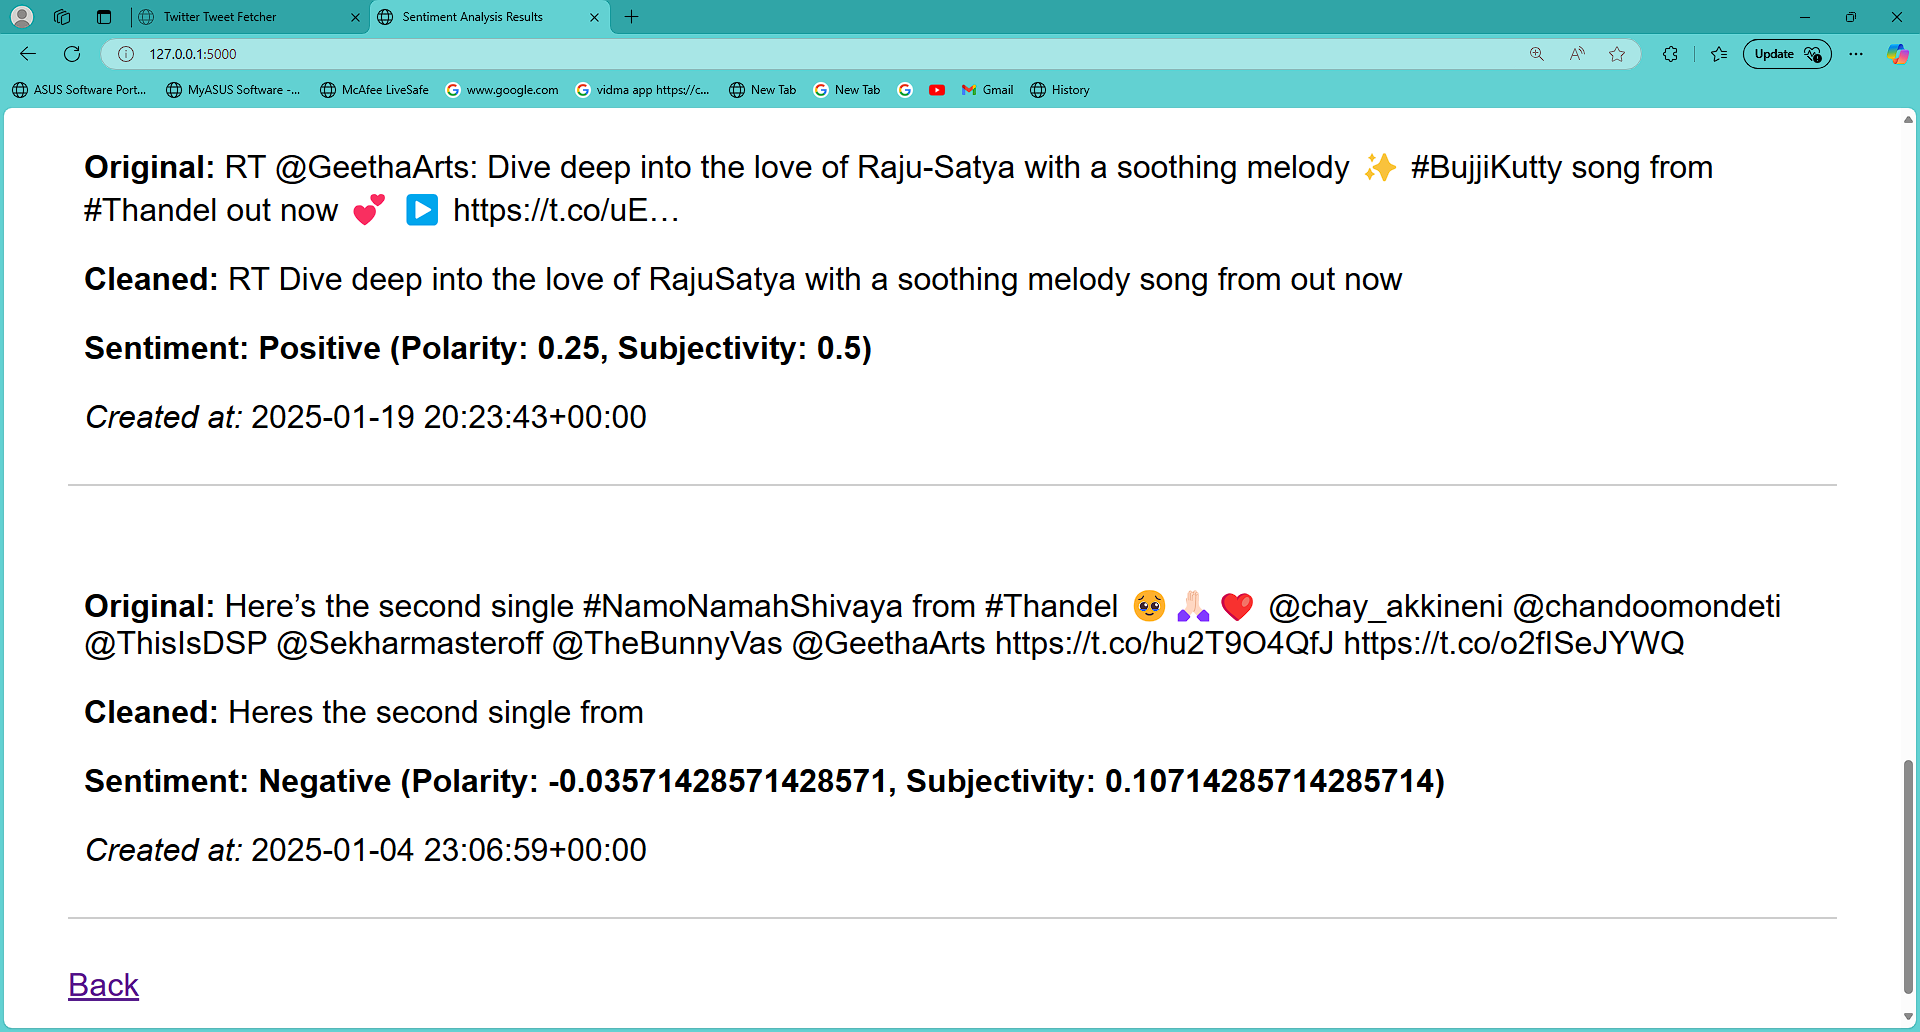 Twitter Tweet Fetcher
Sentiment Analysis Results
127.0.0.1:5000
Update
ASUS Software Port... MyASUS Software -... McAfee LiveSafe www.google.com vidma app https://c... New Tab New Tab Gmail History
Original: RT @GeethaArts: Dive deep into the love of Raju-Satya with a soothing melody ✨ #BujjiKutty song from
#Thandel out now 💕 ▶️ https://t.co/uE…
Cleaned: RT Dive deep into the love of RajuSatya with a soothing melody song from out now
Sentiment: Positive (Polarity: 0.25, Subjectivity: 0.5)
Created at: 2025-01-19 20:23:43+00:00
Original: Here’s the second single #NamoNamahShivaya from #Thandel 🥹 🙏🏻 ❤️ @chay_akkineni @chandoomondeti
@ThisIsDSP @Sekharmasteroff @TheBunnyVas @GeethaArts https://t.co/hu2T9O4QfJ https://t.co/o2flSeJYWQ
Cleaned: Heres the second single from
Sentiment: Negative (Polarity: -0.03571428571428571, Subjectivity: 0.10714285714285714)
Created at: 2025-01-04 23:06:59+00:00
Back